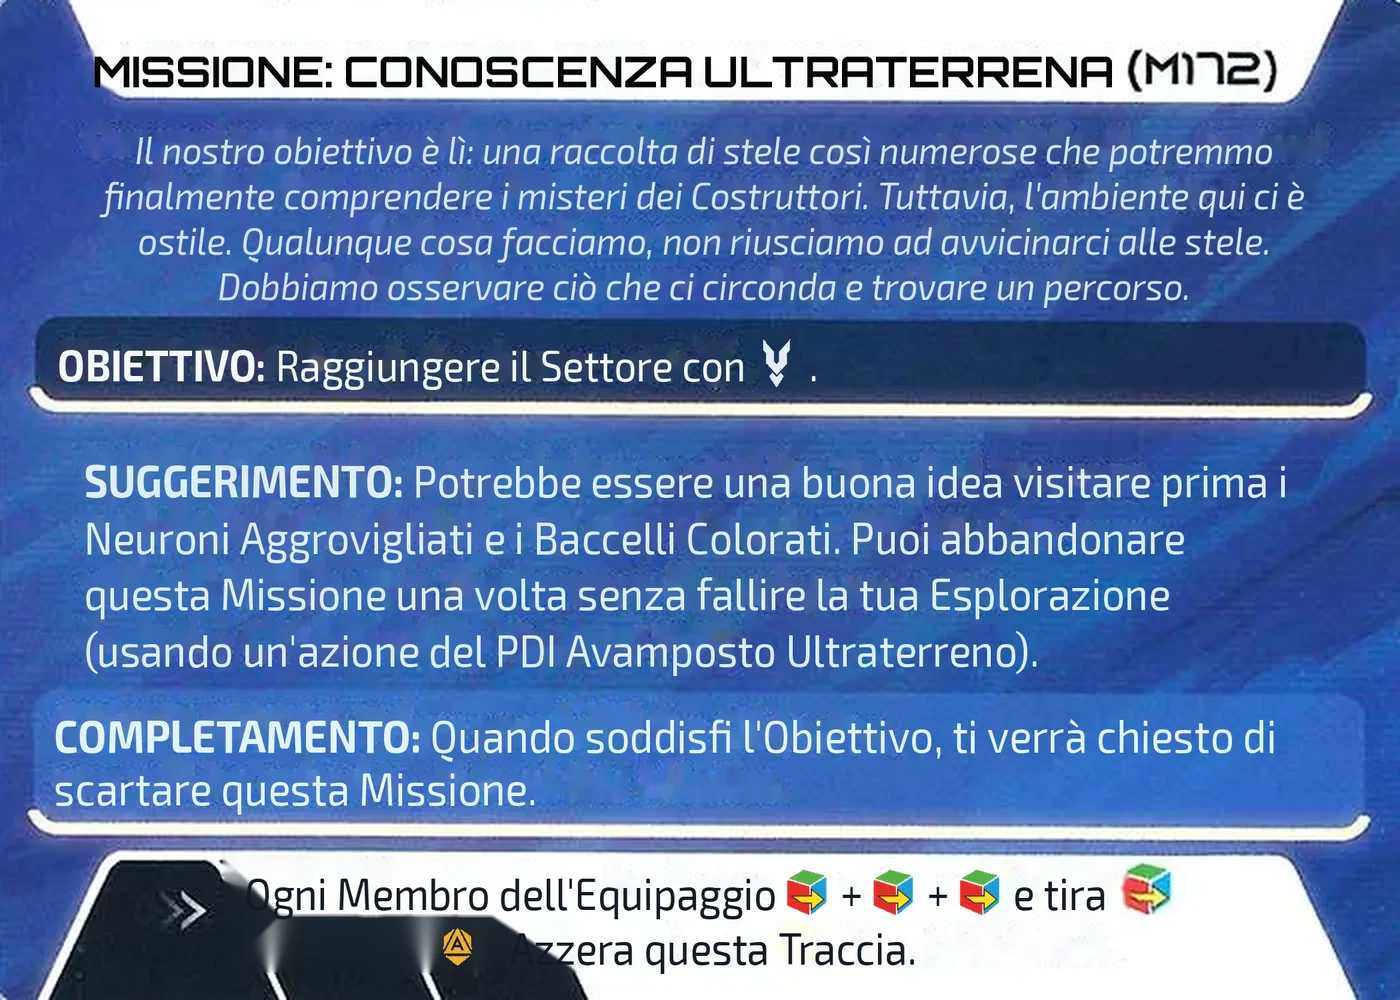 MISSIONE: CONOSCENZA ULTRATERRENA (M172)
Il nostro obiettivo è lì: una raccolta di stele così numerose che potremmo
finalmente comprendere i misteri dei Costruttori. Tuttavia, l'ambiente qui ci è
ostile. Qualunque cosa facciamo, non riusciamo ad avvicinarci alle stele.
Dobbiamo osservare ciò che ci circonda e trovare un percorso.
OBIETTIVO: Raggiungere il Settore con .
SUGGERIMENTO: Potrebbe essere una buona idea visitare prima i
Neuroni Aggrovigliati e i Baccelli Colorati. Puoi abbandonare
questa Missione una volta senza fallire la tua Esplorazione
(usando un'azione del PDI Avamposto Ultraterreno).
COMPLETAMENTO: Quando soddisfi l'Obiettivo, ti verrà chiesto di
scartare questa Missione.
Ogni Membro dell'Equipaggio + + e tira
A Azzera questa Traccia.